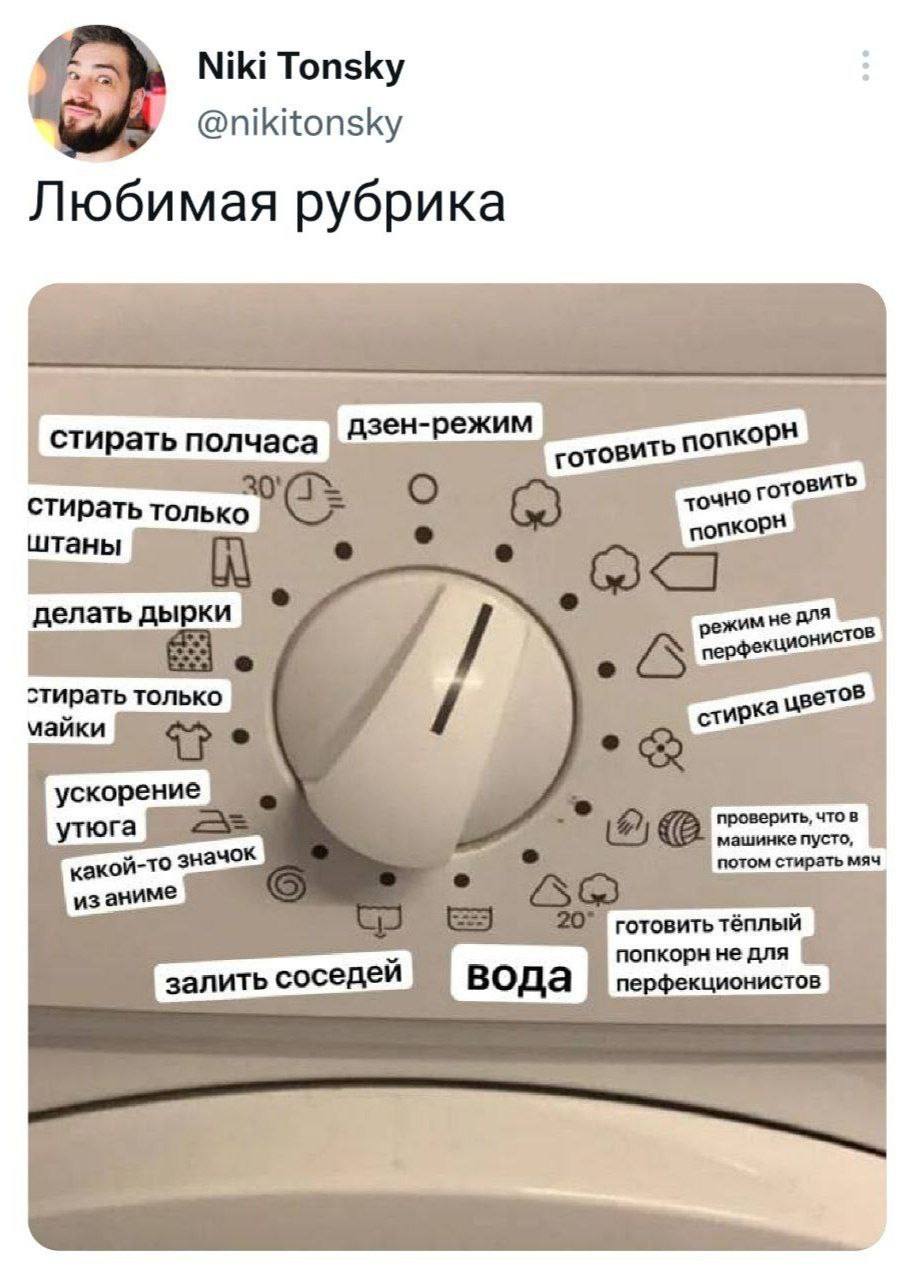 Niki Tonsky
@nikitonsky
Любимая рубрика
стирать полчаса
дзен-режим
готовить попкорн
30'
точно готовить
попкорн
стирать только
штаны
делать дырки
режим не для
перфекционистов
стирать только
майки
стирка цветов
ускорение
утюга
проверить, что в
машинке пусто,
потом стирать мяч
какой-то значок
из аниме
20°
готовить тёплый
попкорн не для
перфекционистов
залить соседей
вода